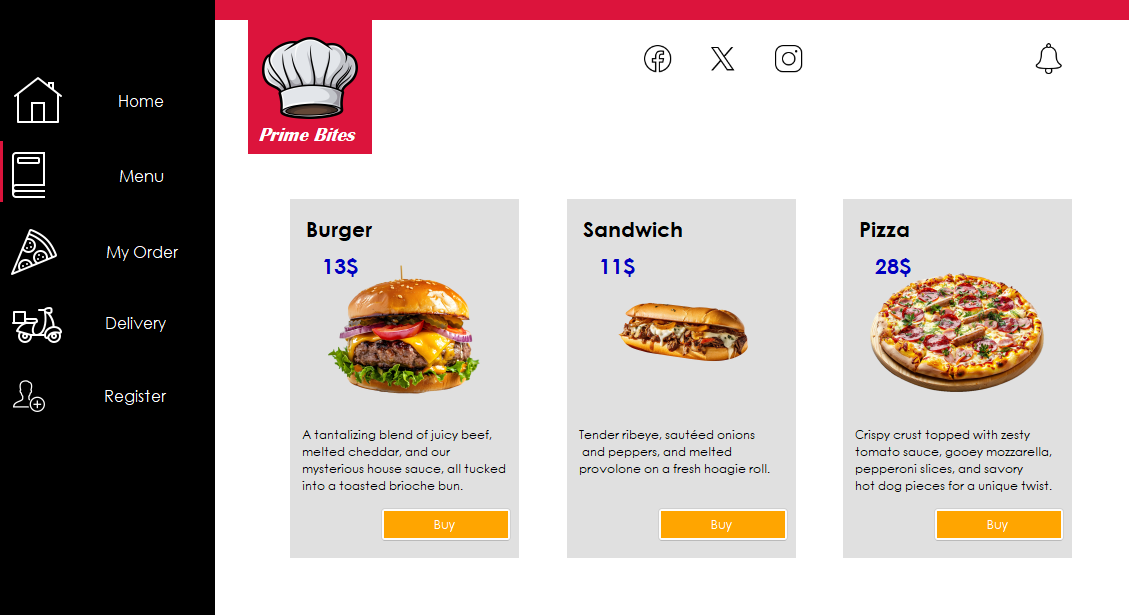 Home
Menu
My Order
Delivery
Register
Prime Bites
Burger
13$
A tantalizing blend of juicy beef,
melted cheddar, and our
mysterious house sauce, all tucked
into a toasted brioche bun.
Buy
Sandwich
11$
Tender ribeye, sautéed onions
and peppers, and melted
provolone on a fresh hoagie roll.
Buy
Pizza
28$
Crispy crust topped with zesty
tomato sauce, gooey mozzarella,
pepperoni slices, and savory
hot dog pieces for a unique twist.
Buy